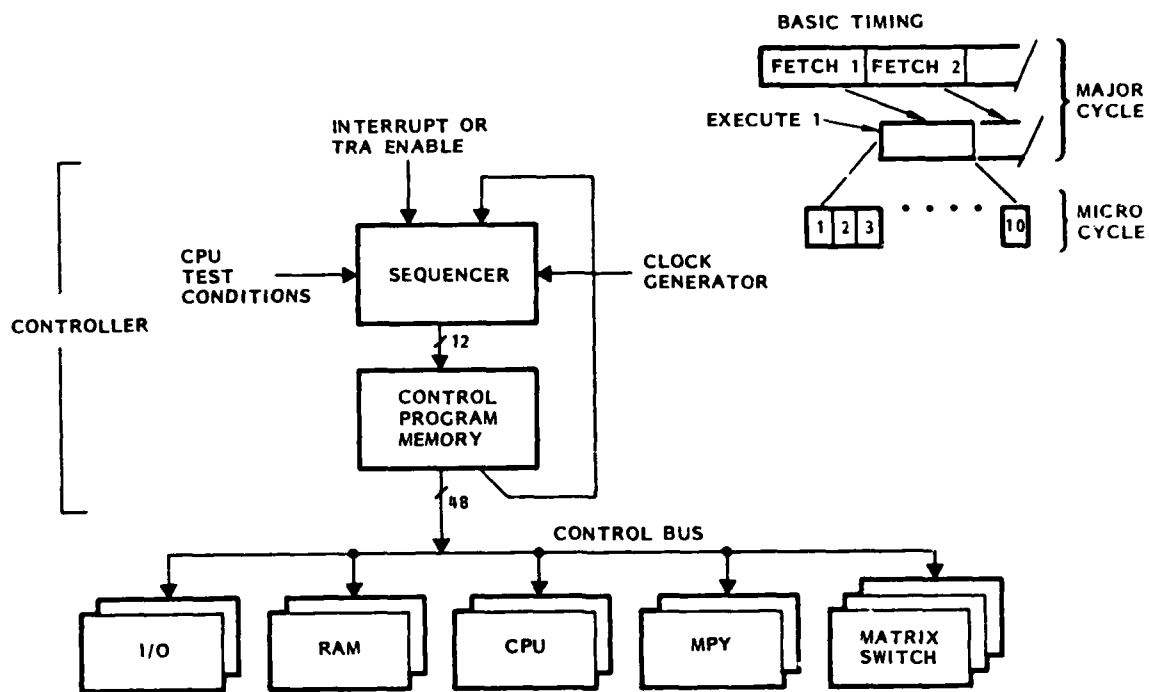 BASIC TIMING
FETCH 1
FETCH 2
MAJOR
CYCLE
EXECUTE 1
1
2
3
10
MICRO
CYCLE
INTERRUPT OR
TRA ENABLE
CPU
TEST
CONDITIONS
SEQUENCER
CLOCK
GENERATOR
CONTROLLER
12
CONTROL
PROGRAM
MEMORY
48
CONTROL BUS
I/O
RAM
CPU
MPY
MATRIX
SWITCH